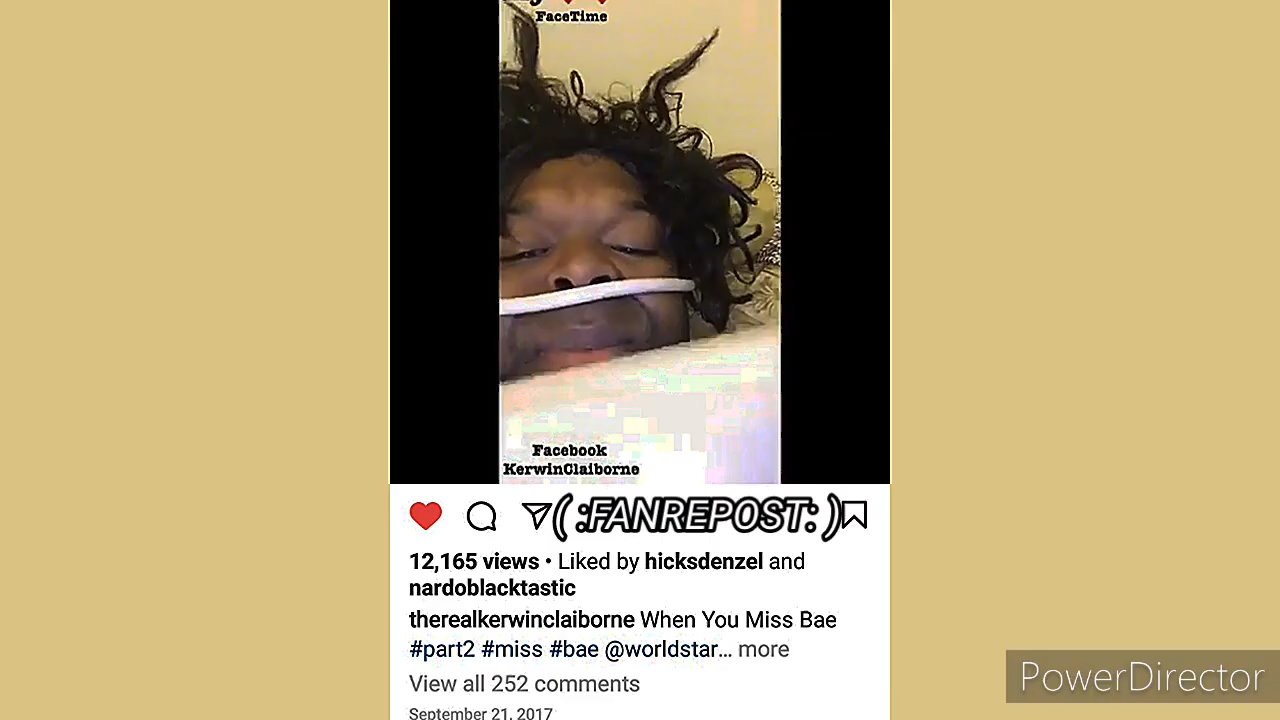 FaceTime
Facebook
KerwinClaiborne
( :FANREPOST: )
12,165 views • Liked by hicksdenzel and
nardoblacktastic
therealkerwinclaiborne When You Miss Bae
#part2 #miss #bae @worldstar... more
View all 252 comments
September 21, 2017
PowerDirector